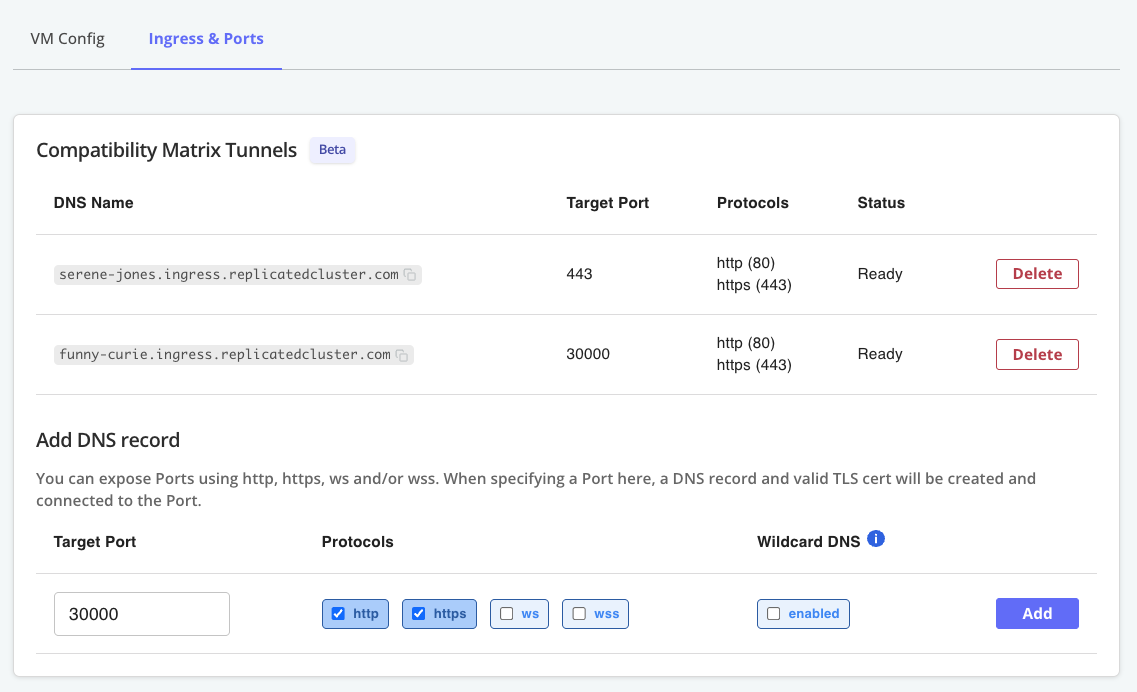 VM Config
Ingress & Ports
Compatibility Matrix Tunnels
Beta
DNS Name
Target Port
Protocols
Status
serene-jones.ingress.replicatedcluster.com
443
http (80)
https (443)
Ready
Delete
funny-curie.ingress.replicatedcluster.com
30000
http (80)
https (443)
Ready
Delete
Add DNS record
You can expose Ports using http, https, ws and/or wss. When specifying a Port here, a DNS record and valid TLS cert will be created and
connected to the Port.
Target Port
Protocols
Wildcard DNS
i
30000
http
https
ws
wss
enabled
Add